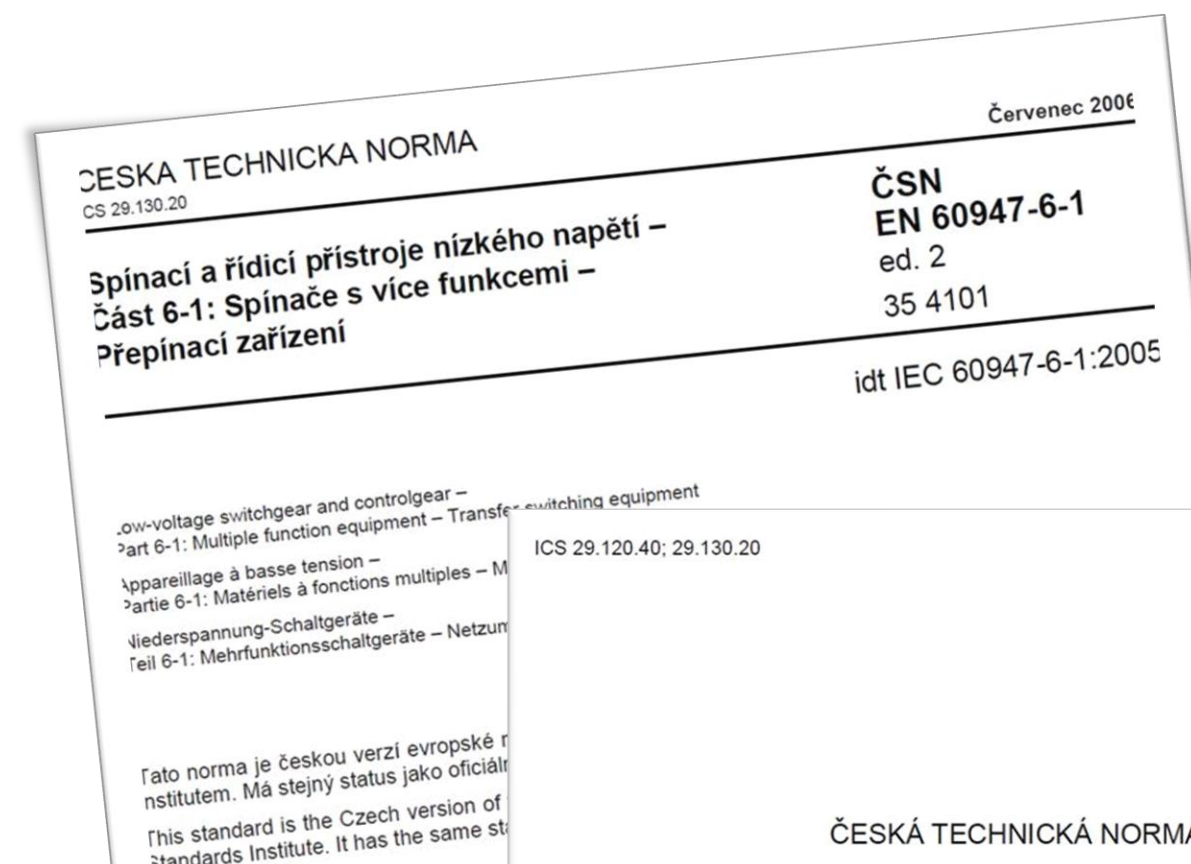 ČESKA TECHNICKA NORMA
Červenec 2006
ICS 29.130.20
Spínací a řídicí přístroje nízkého napětí –
Část 6-1: Spínače s více funkcemi –
Přepínací zařízení
ČSN
EN 60947-6-1
ed. 2
35 4101
idt IEC 60947-6-1:2005
Low-voltage switchgear and controlgear –
Part 6-1: Multiple function equipment – Transfer switching equipment
Appareillage à basse tension –
Partie 6-1: Matériels à fonctions multiples – M
Niederspannung-Schaltgeräte –
Teil 6-1: Mehrfunktionsschaltgeräte –
Tato norma je českou verzí evropské
institutem. Má stejný status jako
This standard is the Czech version of
Standards Institute. It has the same
ICS 29.120.40; 29.130.20
ČESKÁ TECHNICKÁ NORMA